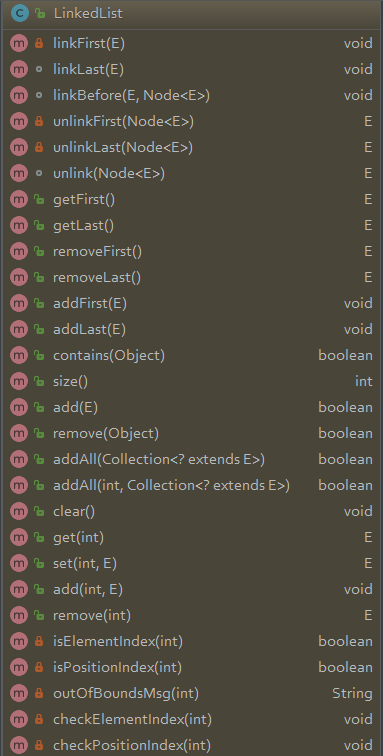 C LinkedList
m linkFirst(E) void
m linkLast(E) void
m linkBefore(E, Node<E>) void
m unlinkFirst(Node<E>) E
m unlinkLast(Node<E>) E
m unlink(Node<E>) E
m getFirst() E
m getLast() E
m removeFirst() E
m removeLast() E
m addFirst(E) void
m addLast(E) void
m contains(Object) boolean
m size() int
m add(E) boolean
m remove(Object) boolean
m addAll(Collection<? extends E>) boolean
m addAll(int, Collection<? extends E>) boolean
m clear() void
m get(int) E
m set(int, E) E
m add(int, E) void
m remove(int) E
m isElementIndex(int) boolean
m isPositionIndex(int) boolean
m outOfBoundsMsg(int) String
m checkElementIndex(int) void
m checkPositionIndex(int) void